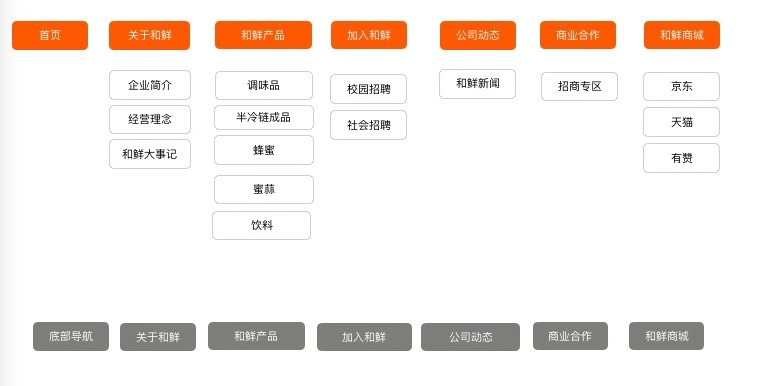 首页 关于和鲜 和鲜产品 加入和鲜 公司动态 商业合作 和鲜商城
企业简介 调味品 校园招聘 和鲜新闻 招商专区 京东
经营理念 半冷链成品 社会招聘 天猫
和鲜大事记 蜂蜜 有赞
蜜蒜
饮料
底部导航 关于和鲜 和鲜产品 加入和鲜 公司动态 商业合作 和鲜商城